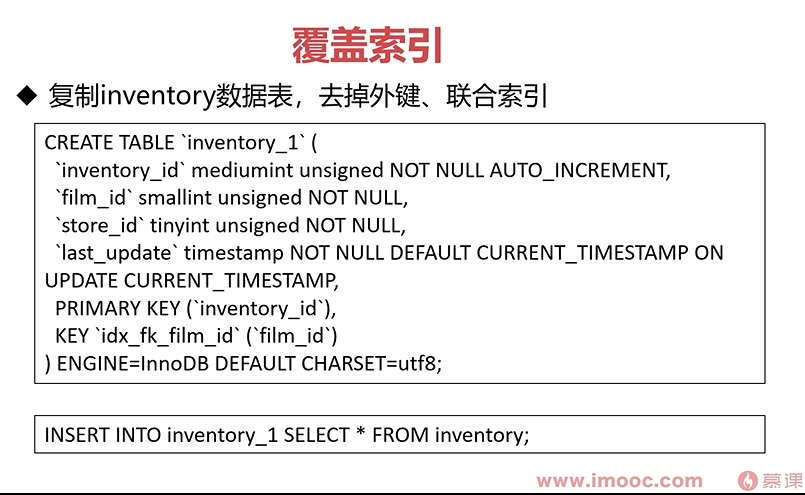 覆盖索引
◆ 复制inventory数据表，去掉外键、联合索引
CREATE TABLE `inventory_1` (
`inventory_id` mediumint unsigned NOT NULL AUTO_INCREMENT,
`film_id` smallint unsigned NOT NULL,
`store_id` tinyint unsigned NOT NULL,
`last_update` timestamp NOT NULL DEFAULT CURRENT_TIMESTAMP ON
UPDATE CURRENT_TIMESTAMP,
PRIMARY KEY (`inventory_id`),
KEY `idx_fk_film_id` (`film_id`)
) ENGINE=InnoDB DEFAULT CHARSET=utf8;
INSERT INTO inventory_1 SELECT * FROM inventory;
www.imooc.com 慕课